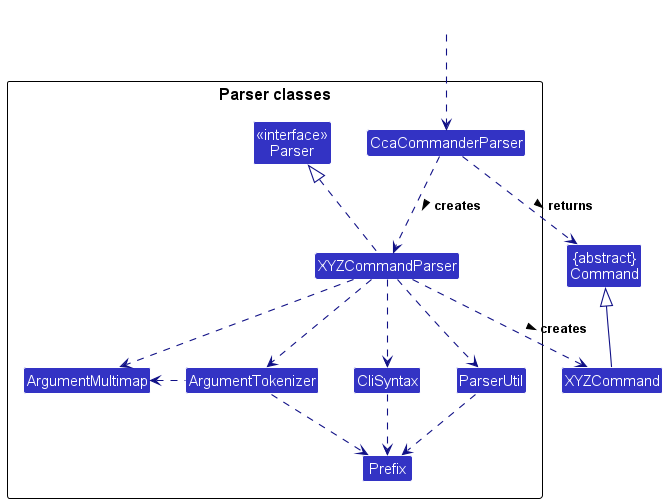 Parser classes
«interface»
Parser
CcaCommanderParser
creates
returns
XYZCommandParser
{abstract}
Command
creates
ArgumentMultimap
ArgumentTokenizer
CliSyntax
ParserUtil
XYZCommand
Prefix